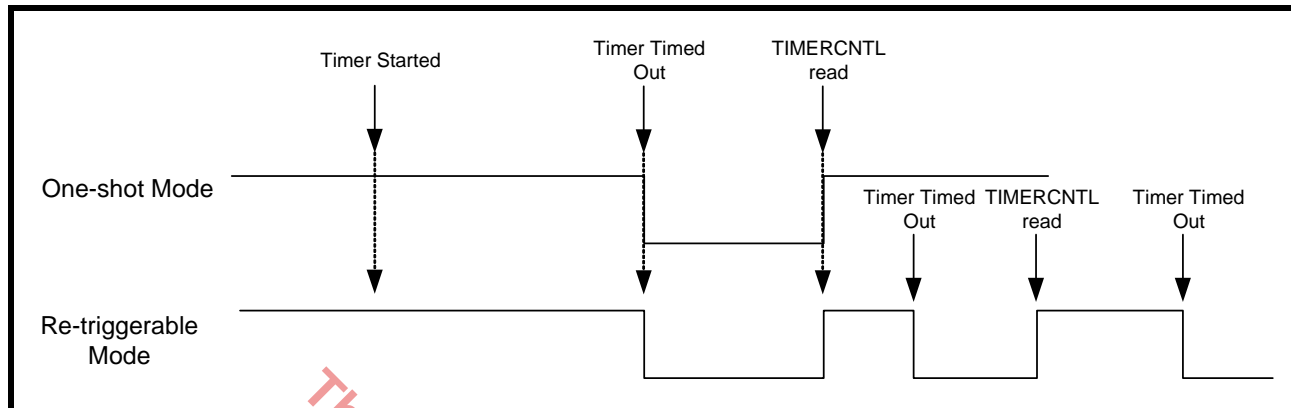 Timer Started
Timer Timed
Out
TIMERCNTL
read
One-shot Mode
Timer Timed
Out
TIMERCNTL
read
Timer Timed
Out
Re-triggerable
Mode
Th